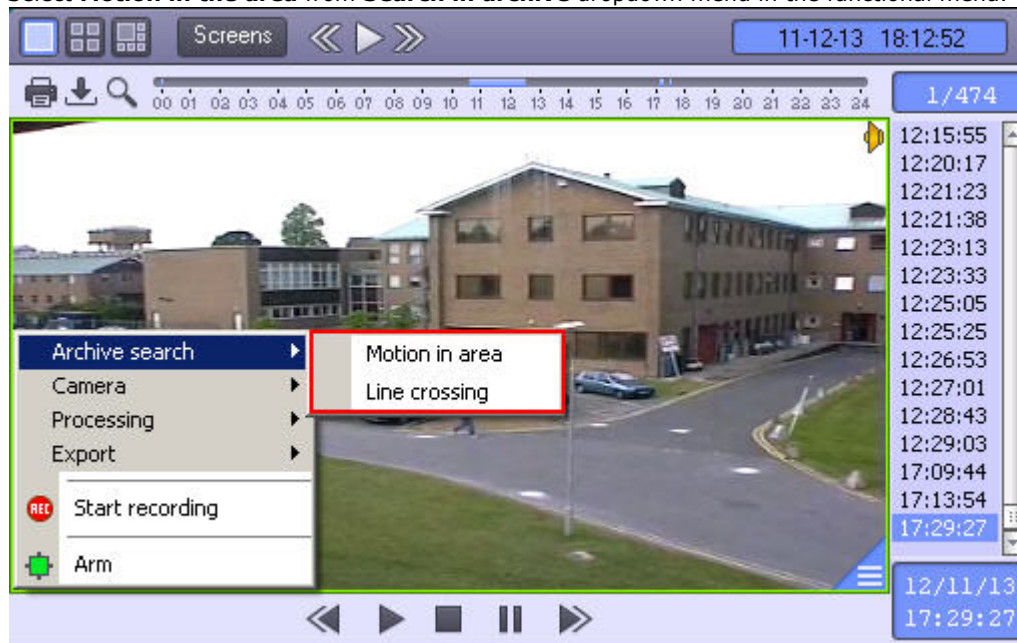 Select Motion in the area from Search in archive dropdown menu in the functional menu.
Screens
11-12-13 18:12:52
00 01 02 03 04 05 06 07 08 09 10 11 12 13 14 15 16 17 18 19 20 21 22 23 24
1/474
12:15:55
12:20:17
12:21:23
12:21:38
12:23:13
12:23:33
12:25:05
12:25:25
12:26:53
12:27:01
12:28:43
12:29:03
17:09:44
17:13:54
17:29:27
Archive search
Camera
Processing
Export
REC Start recording
Arm
Motion in area
Line crossing
12/11/13
17:29:27